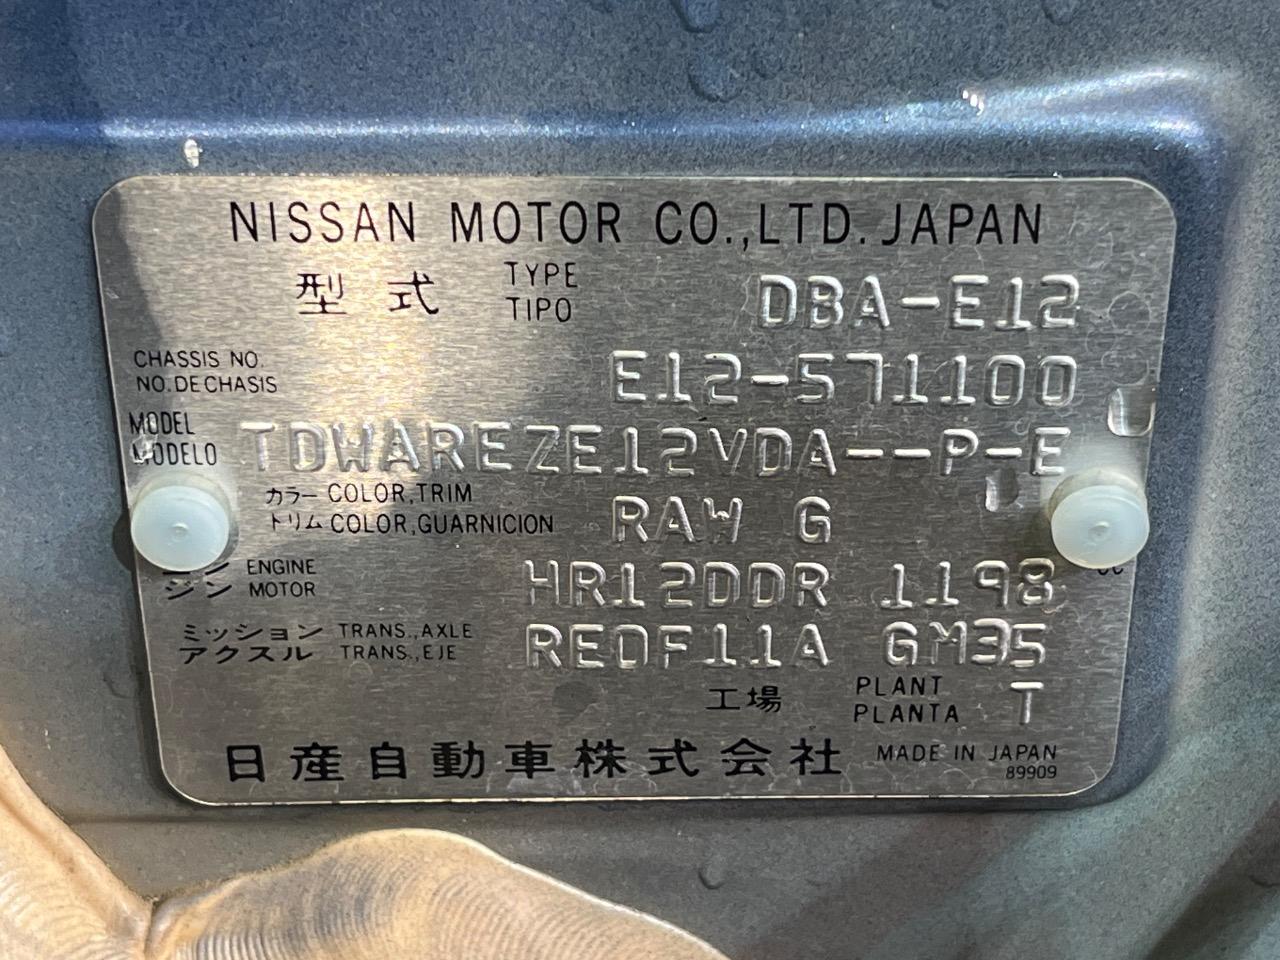 NISSAN MOTOR CO.,LTD. JAPAN
型式 TYPE TIPO DBA-E12
CHASSIS NO. NO. DE CHASIS E12-571100
MODEL MODELO TDWAREZE12VDA--P-E
カラー COLOR,TRIM
トリム COLOR,GUARNICION RAW G
ENGINE
ジン MOTOR HR12DDR 1198 cc
ミッション TRANS.,AXLE
アクスル TRANS.,EJE RE0F11A GM35
工場 PLANT PLANTA T
日産自動車株式会社 MADE IN JAPAN
89909